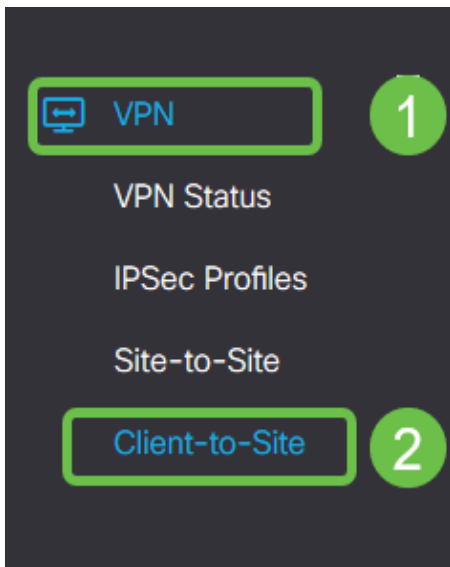 VPN 1
VPN Status
IPSec Profiles
Site-to-Site
Client-to-Site 2